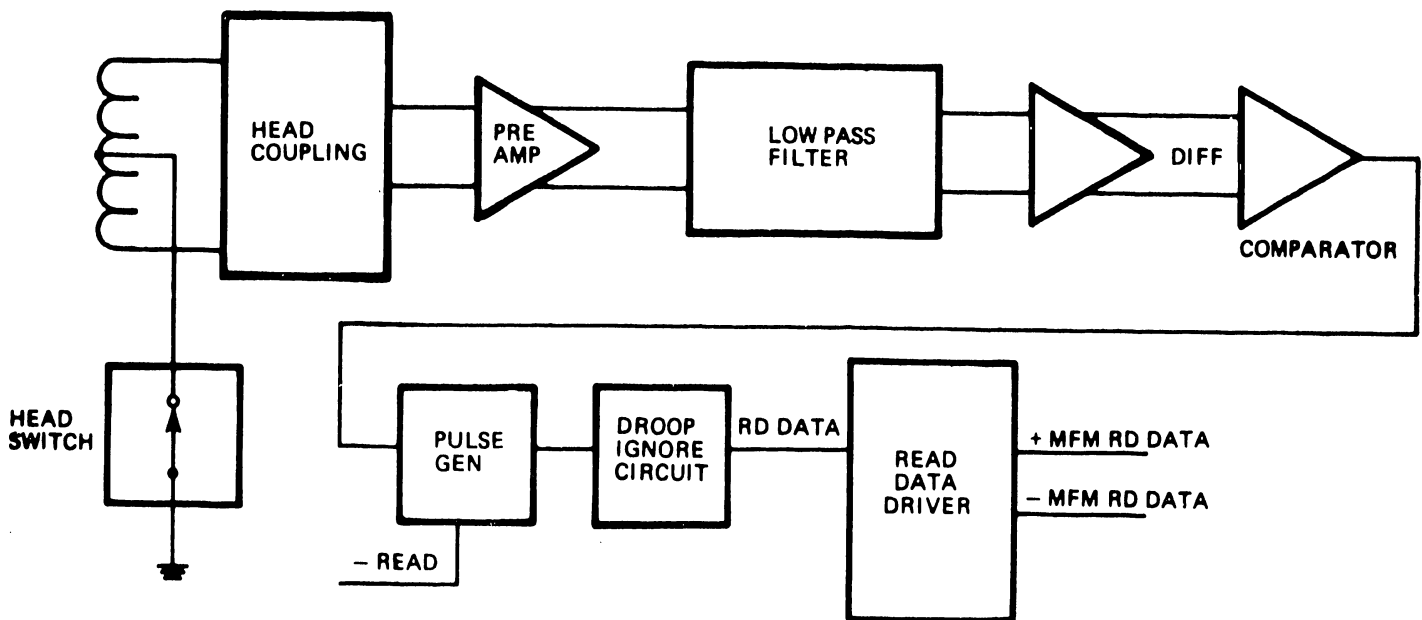 HEAD
COUPLING
PRE
AMP
LOW PASS
FILTER
DIFF
COMPARATOR
HEAD
SWITCH
PULSE
GEN
– READ
DROOP
IGNORE
CIRCUIT
RD DATA
READ
DATA
DRIVER
+ MFM RD DATA
– MFM RD DATA